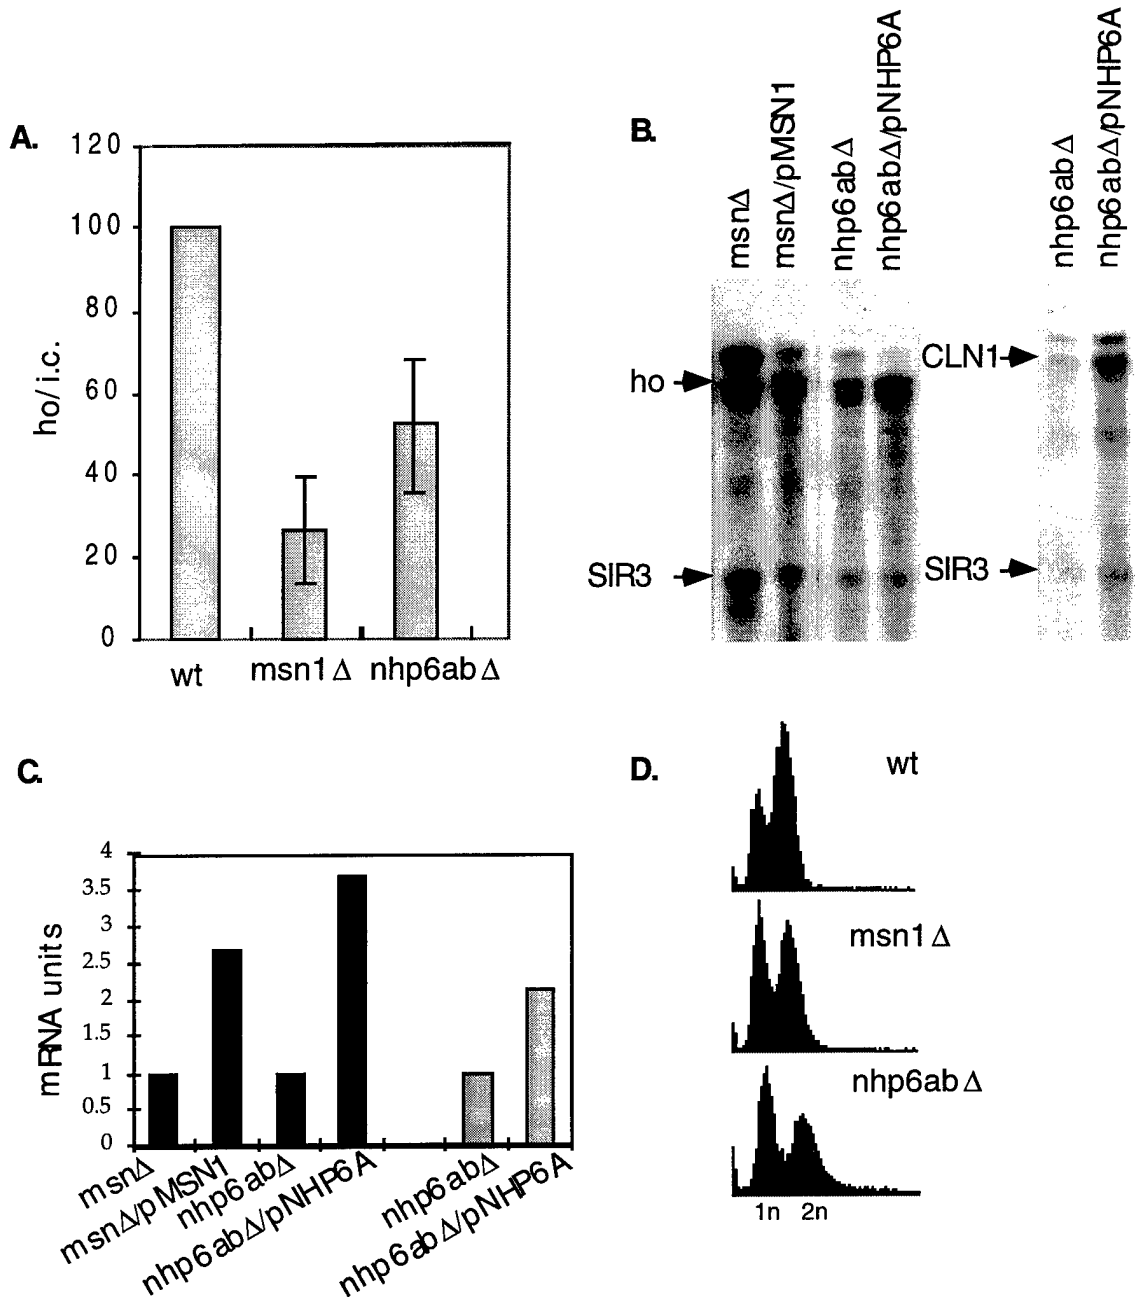 A.
120
100
80
60
40
20
0
ho/i.c.
wt
msn1Δ
nhp6abΔ
B.
msnΔ
msnΔ/pMSN1
nhp6abΔ
nhp6abΔ/pNHP6A
nhp6abΔ
nhp6abΔ/pNHP6A
ho
CLN1
SIR3
SIR3
C.
4
3.5
3
2.5
2
1.5
1
0.5
0
mRNA units
msnΔ
msnΔ/pMSN1
nhp6abΔ
nhp6abΔ/pNHP6A
nhp6abΔ
nhp6abΔ/pNHP6A
D.
wt
msn1Δ
nhp6abΔ
1n 2n